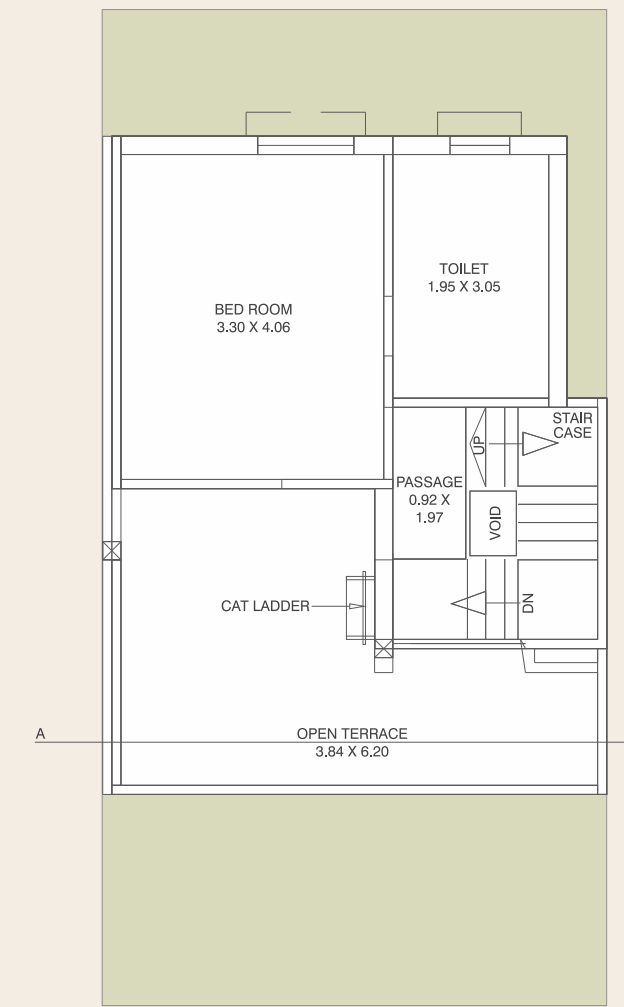 BED ROOM
3.30 X 4.06
TOILET
1.95 X 3.05
STAIR
CASE
UP
PASSAGE
0.92 X
1.97
VOID
CAT LADDER
DN
A
OPEN TERRACE
3.84 X 6.20